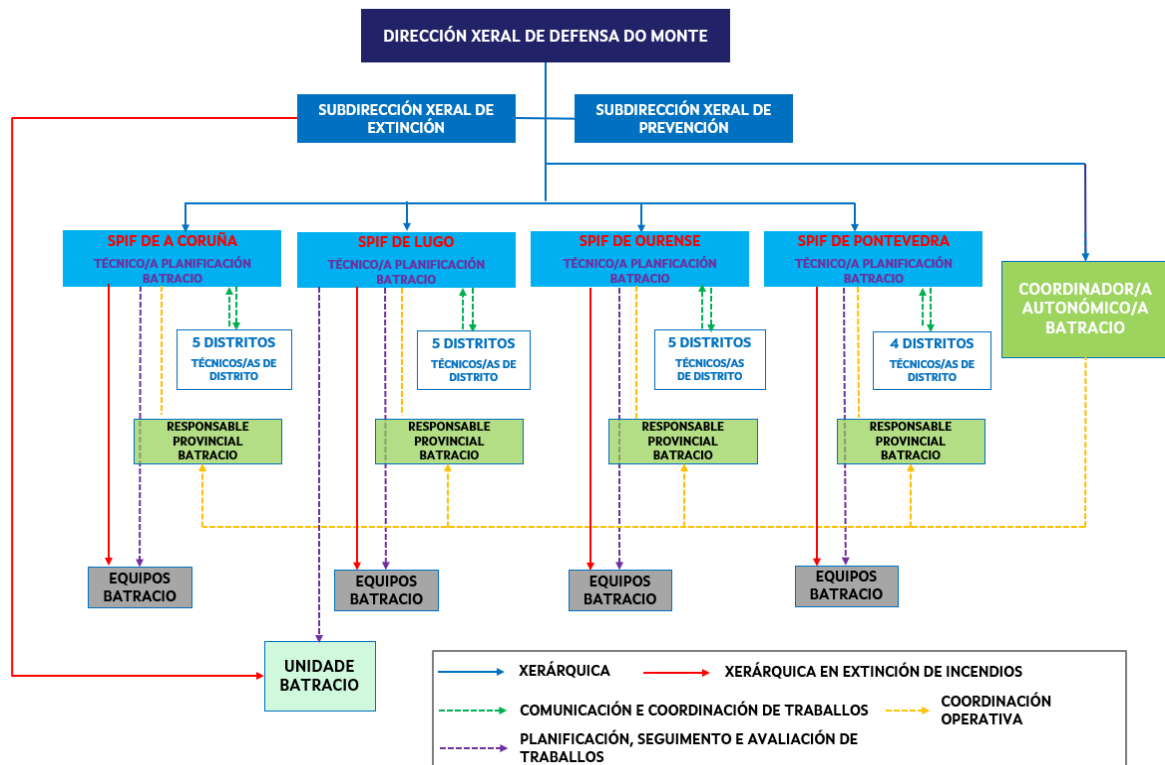 DIRECCIÓN XERAL DE DEFENSA DO MONTE
SUBDIRECCIÓN XERAL DE
EXTINCIÓN
SUBDIRECCIÓN XERAL DE
PREVENCIÓN
SPIF DE A CORUÑA
TÉCNICO/A PLANIFICACIÓN
BATRACIO
SPIF DE LUGO
TÉCNICO/A PLANIFICACIÓN
BATRACIO
SPIF DE OURENSE
TÉCNICO/A PLANFICACIÓN
BATRACIO
SPIF DE PONTEVEDRA
TÉCNICO/A PLANIFICACIÓN
BATRACIO
COORDINADOR/A
AUTONÓMICO/A
BATRACIO
5 DISTRITOS
TÉCNICOS/AS DE
DISTRITO
5 DISTRITOS
TÉCNICOS/AS DE
DISTRITO
5 DISTRITOS
TÉCNICOS/AS
DE DISTRITO
4 DISTRITOS
TÉCNICOS/AS DE
DISTRITO
RESPONSABLE
PROVINCIAL
BATRACIO
RESPONSABLE
PROVINCIAL
BATRACIO
RESPONSABLE
PROVINCIAL
BATRACIO
RESPONSABLE
PROVINCIAL
BATRACIO
EQUIPOS
BATRACIO
EQUIPOS
BATRACIO
EQUIPOS
BATRACIO
EQUIPOS
BATRACIO
UNIDADE
BATRACIO
XERÁRQUICA
XERÁRQUICA EN EXTINCIÓN DE INCENDIOS
COMUNICACIÓN E COORDINACIÓN DE TRABALLOS
COORDINACIÓN
OPERATIVA
PLANIFICACIÓN, SEGUIMENTO E AVALIACIÓN DE
TRABALLOS